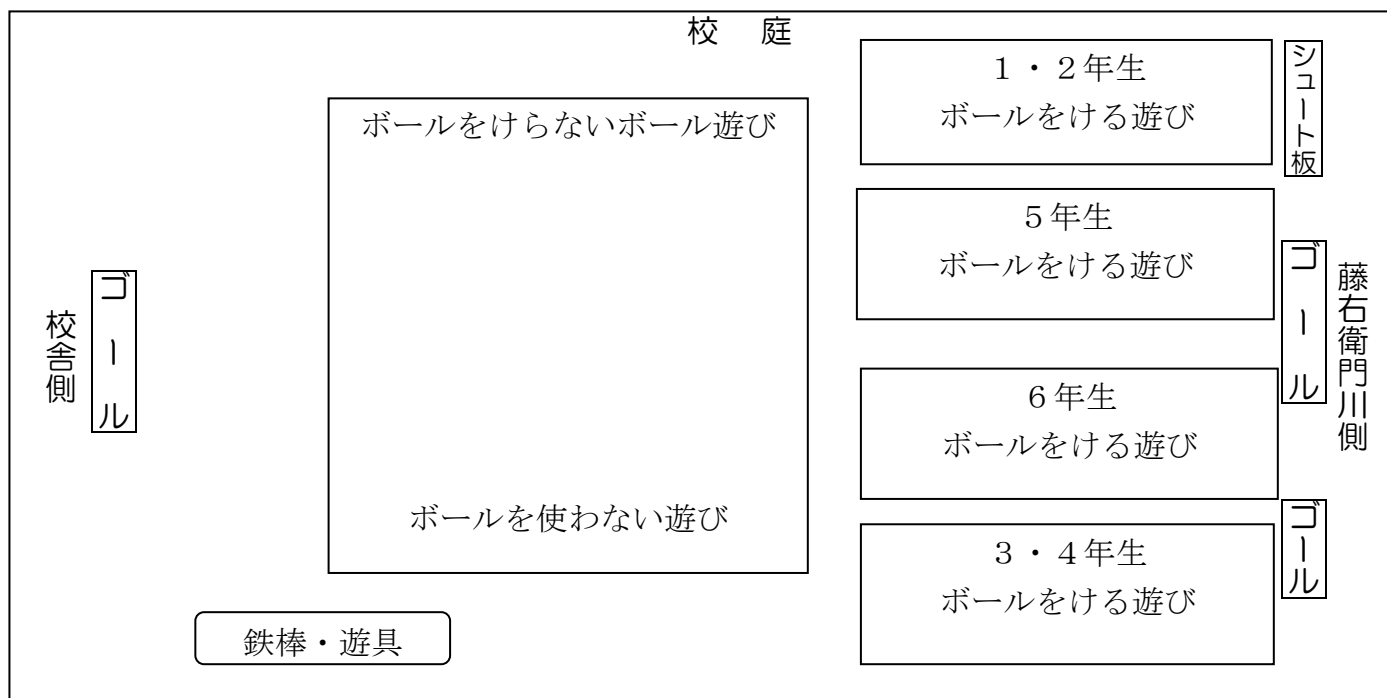 校 庭
１・２年生
ボールをける遊び
シュート板
ボールをけらないボール遊び
５年生
ボールをける遊び
ゴール
藤右衛門川側
校舎側
ゴール
６年生
ボールをける遊び
ボールを使わない遊び
３・４年生
ボールをける遊び
ゴール
鉄棒・遊具